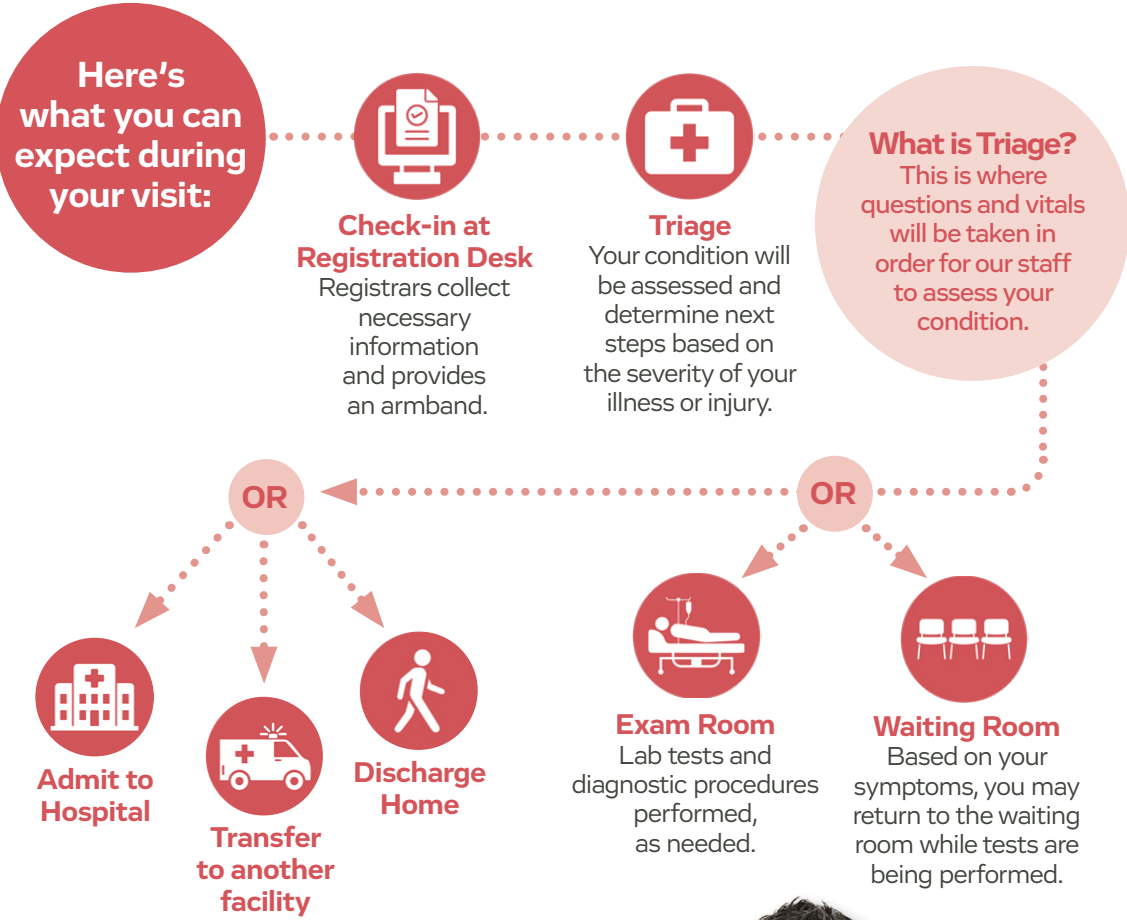 Here's
what you can
expect during
your visit:
Check-in at
Registration Desk
Registrars collect
necessary
information
and provides
an armband.
Triage
Your condition will
be assessed and
determine next
steps based on
the severity of your
illness or injury.
What is Triage?
This is where
questions and vitals
will be taken in
order for our staff
to assess your
condition.
OR
Exam Room
Lab tests and
diagnostic procedures
performed,
as needed.
Waiting Room
Based on your
symptoms, you may
return to the waiting
room while tests are
being performed.
OR
Admit to
Hospital
Transfer
to another
facility
Discharge
Home